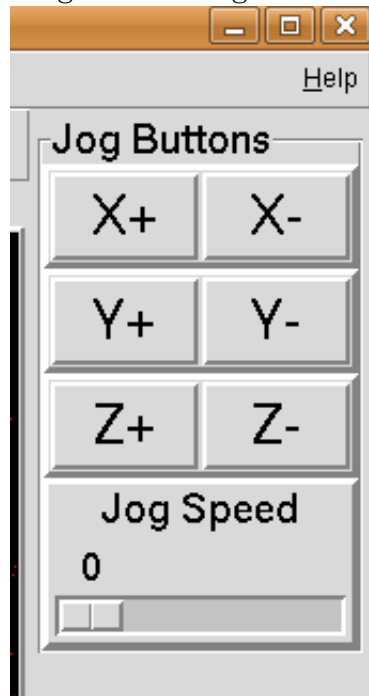 Help
Jog Buttons
X+ X-
Y+ Y-
Z+ Z-
Jog Speed
0